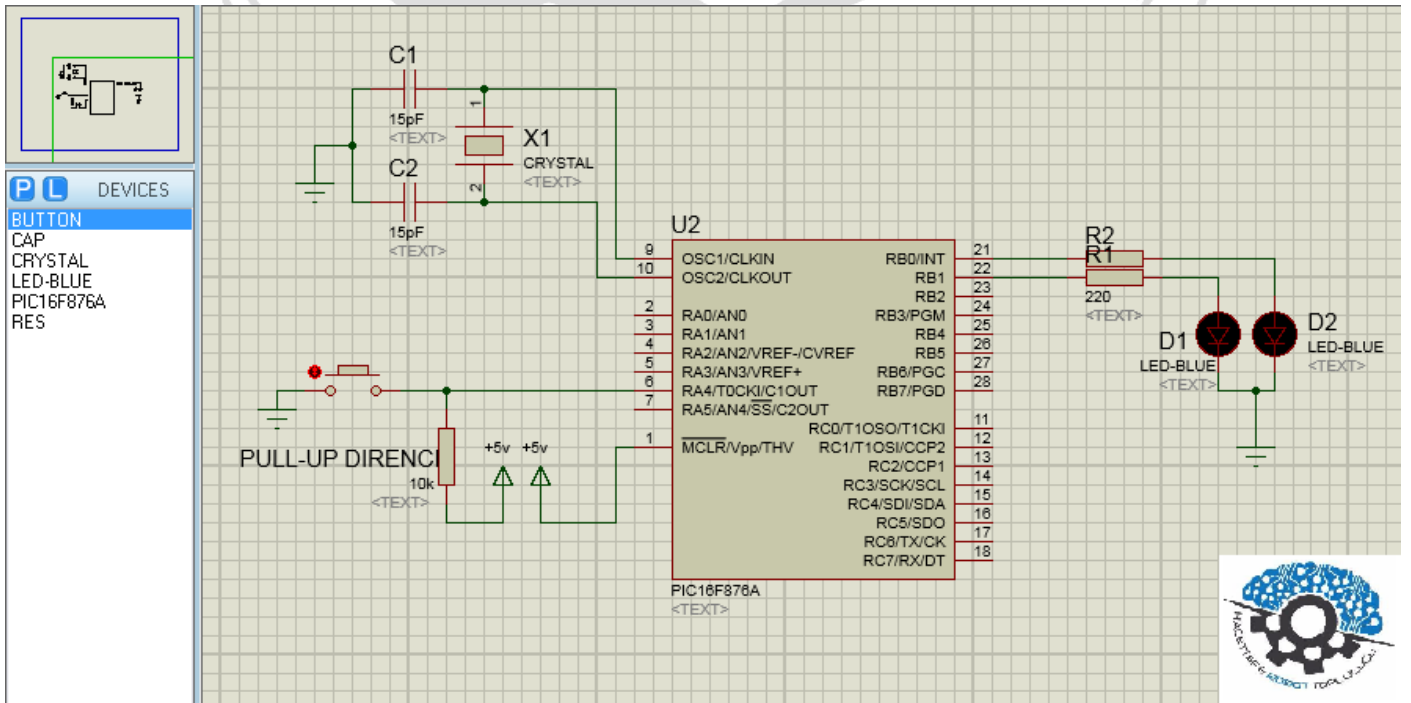 P L DEVICES
BUTTON
CAP
CRYSTAL
LED-BLUE
PIC16F876A
RES
C1
15pF
<TEXT>
C2
15pF
<TEXT>
1
2
X1
CRYSTAL
<TEXT>
U2
9 OSC1/CLKIN
10 OSC2/CLKOUT
2 RA0/AN0
3 RA1/AN1
4 RA2/AN2/VREF-/CVREF
5 RA3/AN3/VREF+
6 RA4/T0CKI/C1OUT
7 RA5/AN4/SS/C2OUT
1 MCLR/Vpp/THV
RB0/INT 21
RB1 22
RB2 23
RB3/PGM 24
RB4 25
RB5 26
RB6/PGC 27
RB7/PGD 28
RC0/T1OSO/T1CKI 11
RC1/T1OSI/CCP2 12
RC2/CCP1 13
RC3/SCK/SCL 14
RC4/SDI/SDA 15
RC5/SDO 16
RC6/TX/CK 17
RC7/RX/DT 18
PIC16F876A
<TEXT>
PULL-UP DIRENCI
10k
<TEXT>
+5v +5v
R2
R1
220
<TEXT>
D1
LED-BLUE
<TEXT>
D2
LED-BLUE
<TEXT>
HACETTEPE ROBOT TOPLULUĞU